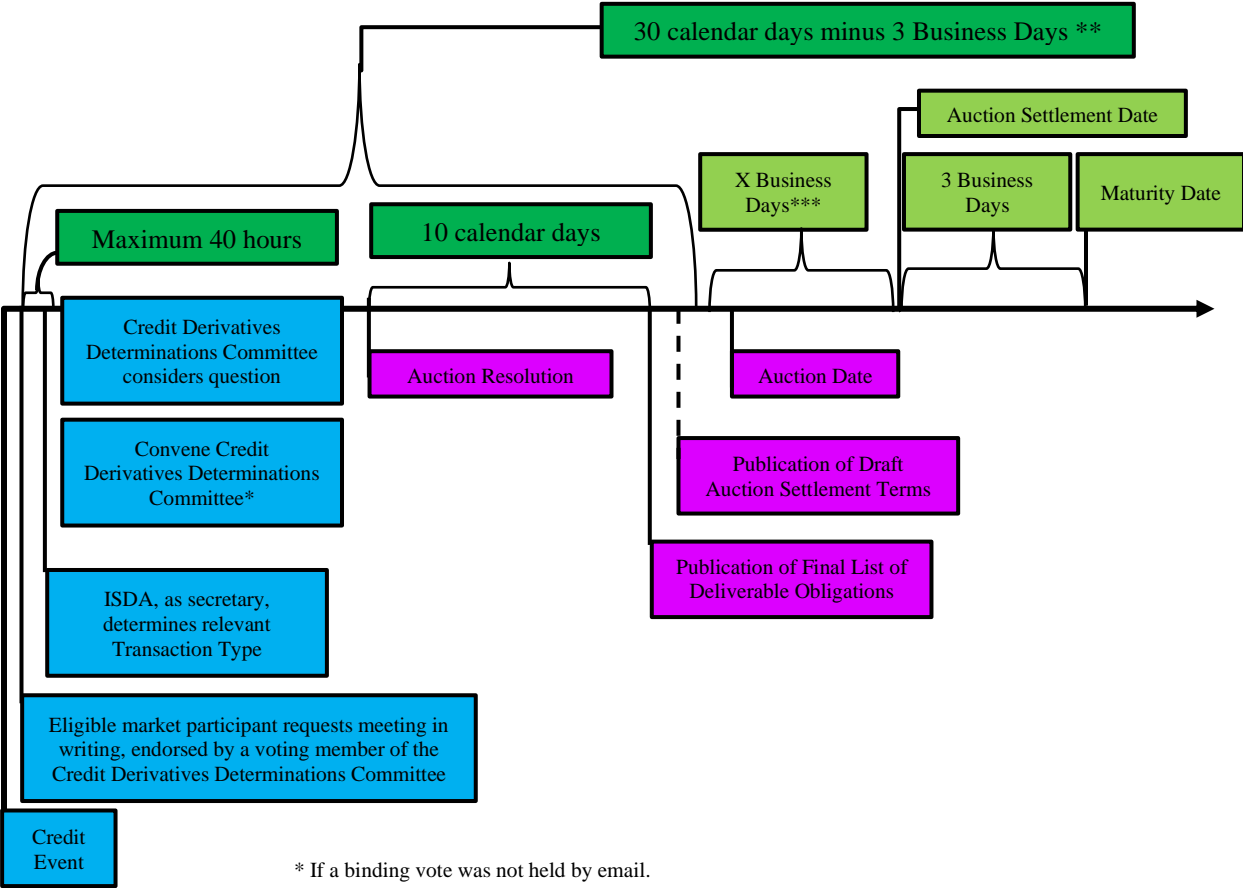 30 calendar days minus 3 Business Days **
Auction Settlement Date
X Business
Days***
3 Business
Days
Maturity Date
Maximum 40 hours
10 calendar days
Credit Derivatives
Determinations Committee
considers question
Auction Resolution
Auction Date
Convene Credit
Derivatives Determinations
Committee*
Publication of Draft
Auction Settlement Terms
Publication of Final List of
Deliverable Obligations
ISDA, as secretary,
determines relevant
Transaction Type
Eligible market participant requests meeting in
writing, endorsed by a voting member of the
Credit Derivatives Determinations Committee
Credit
Event
* If a binding vote was not held by email.